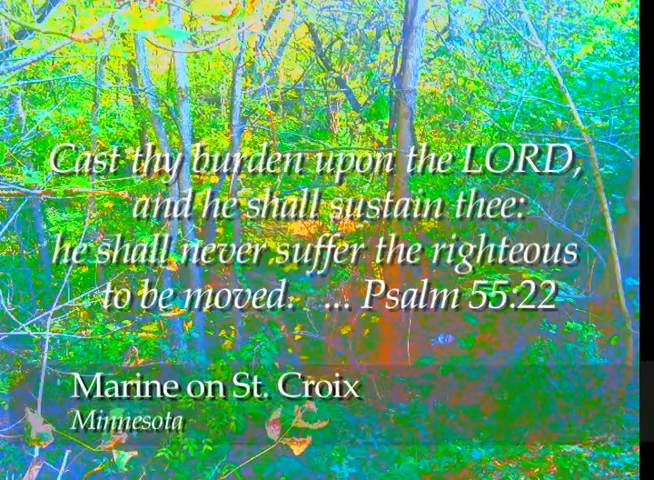 Cast thy burden upon the LORD,
and he shall sustain thee:
he shall never suffer the righteous
to be moved.   ... Psalm 55:22
Marine on St. Croix
Minnesota